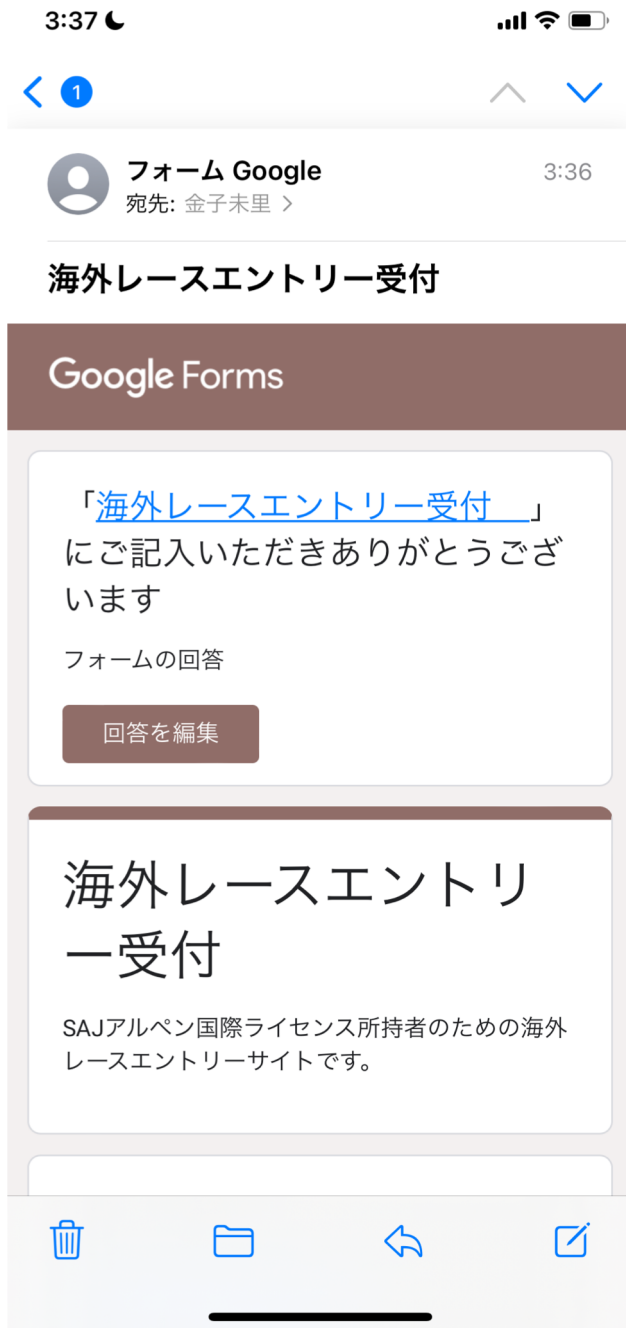 3:37
1
フォーム Google
3:36
宛先: 金子未里
海外レースエントリー受付
Google Forms
「海外レースエントリー受付　」
にご記入いただきありがとうござ
います
フォームの回答
回答を編集
海外レースエントリ
ー受付
SAJアルペン国際ライセンス所持者のための海外
レースエントリーサイトです。